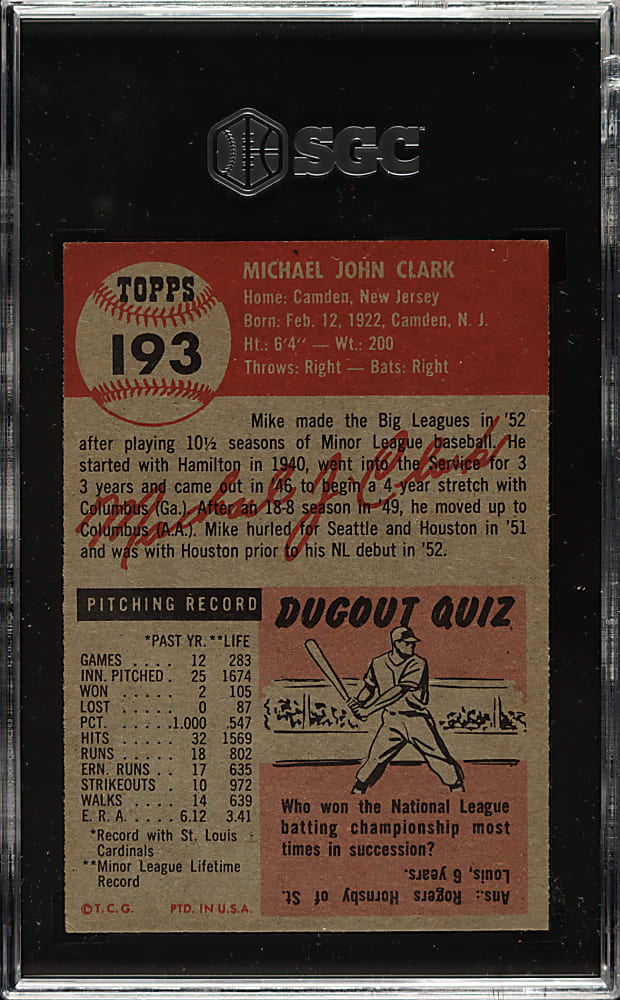 SGC
TOPPS
193
MICHAEL JOHN CLARK
Home: Camden, New Jersey
Born: Feb. 12, 1922, Camden, N. J.
Ht.: 6'4" — Wt.: 200
Throws: Right — Bats: Right
Mike made the Big Leagues in '52
after playing 10½ seasons of Minor League baseball. He
started with Hamilton in 1940, went into the Service for 3
3 years and came out in '46 to begin a 4 year stretch with
Columbus (Ga.). After an 18-8 season in '49, he moved up to
Columbus (A.A.). Mike hurled for Seattle and Houston in '51
and was with Houston prior to his NL debut in '52.
Michael J Clark
PITCHING RECORD
*PAST YR. **LIFE
GAMES . . . . 12 283
INN. PITCHED . 25 1674
WON . . . . . 2 105
LOST . . . . . 0 87
PCT. . . . . .1.000 .547
HITS . . . . . 32 1569
RUNS . . . . . 18 802
ERN. RUNS . . 17 635
STRIKEOUTS . 10 972
WALKS . . . . 14 639
E. R. A. . . . . 6.12 3.41
*Record with St. Louis
Cardinals
**Minor League Lifetime
Record
©T.C.G. PTD. IN U.S.A.
DUGOUT QUIZ
Who won the National League
batting championship most
times in succession?
Ans.: Rogers Hornsby of St.
Louis, 6 years.